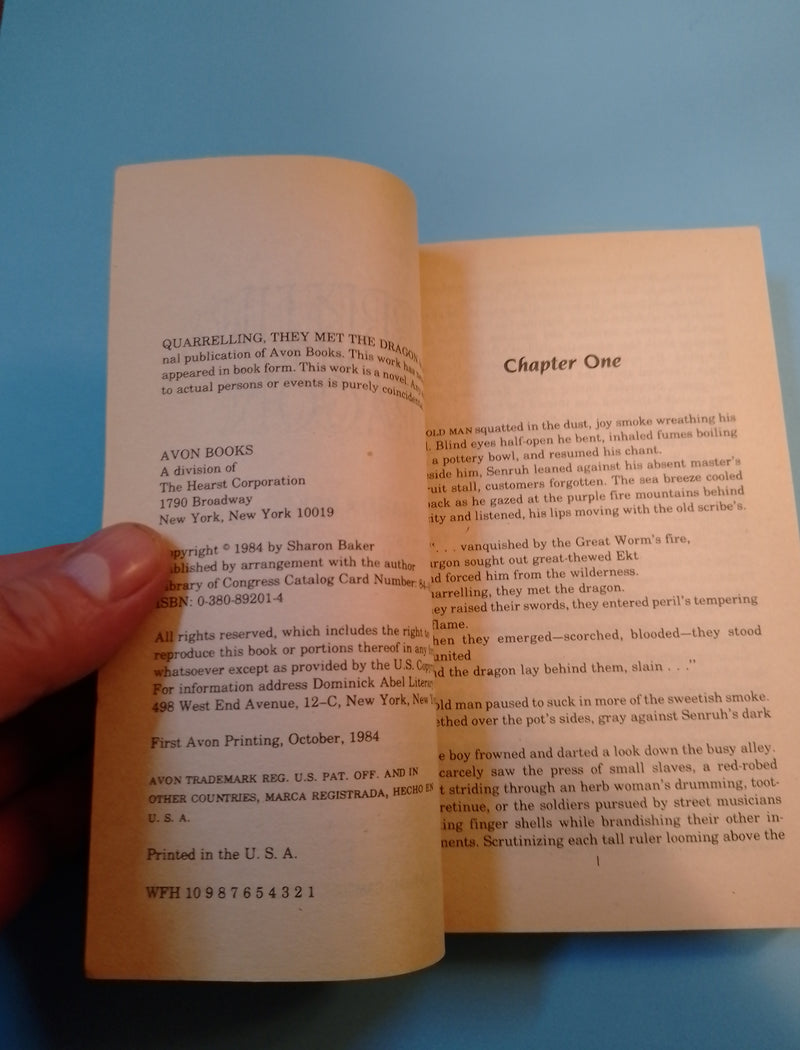 QUARRELLING, THEY MET THE DRAGON
nal publication of Avon Books. This work has
appeared in book form. This work is a novel. Any
to actual persons or events is purely
AVON BOOKS
A division of
The Hearst Corporation
1790 Broadway
New York, New York 10019
opyright © 1984 by Sharon Baker
ublished by arrangement with the author
ibrary of Congress Catalog Card Number:
ISBN: 0-380-89201-4
All rights reserved, which includes the right
reproduce this book or portions thereof in any
whatsoever except as provided by the U.S.
For information address Dominick Abel
498 West End Avenue, 12-C, New York, New
First Avon Printing, October, 1984
AVON TRADEMARK REG. U.S. PAT. OFF. AND IN
OTHER COUNTRIES, MARCA REGISTRADA, HECHO EN
U. S. A.
Printed in the U. S. A.
WFH 10 9 8 7 6 5 4 3 2 1
Chapter One
OLD MAN squatted in the dust, joy smoke wreathing his
. Blind eyes half-open he bent, inhaled fumes boiling
a pottery bowl, and resumed his chant.
side him, Senruh leaned against his absent master's
uit stall, customers forgotten. The sea breeze cooled
ack as he gazed at the purple fire mountains behind
ity and listened, his lips moving with the old scribe's.
". . . vanquished by the Great Worm's fire,
argon sought out great-thewed Ekt
d forced him from the wilderness.
arrelling, they met the dragon.
ey raised their swords, they entered peril's tempering
flame.
hen they emerged—scorched, blooded—they stood
united
d the dragon lay behind them, slain . . ."
old man paused to suck in more of the sweetish smoke.
thed over the pot's sides, gray against Senruh's dark
e boy frowned and darted a look down the busy alley.
carcely saw the press of small slaves, a red-robed
t striding through an herb woman's drumming, toot-
retinue, or the soldiers pursued by street musicians
ing finger shells while brandishing their other in-
ments. Scrutinizing each tall ruler looming above the
1